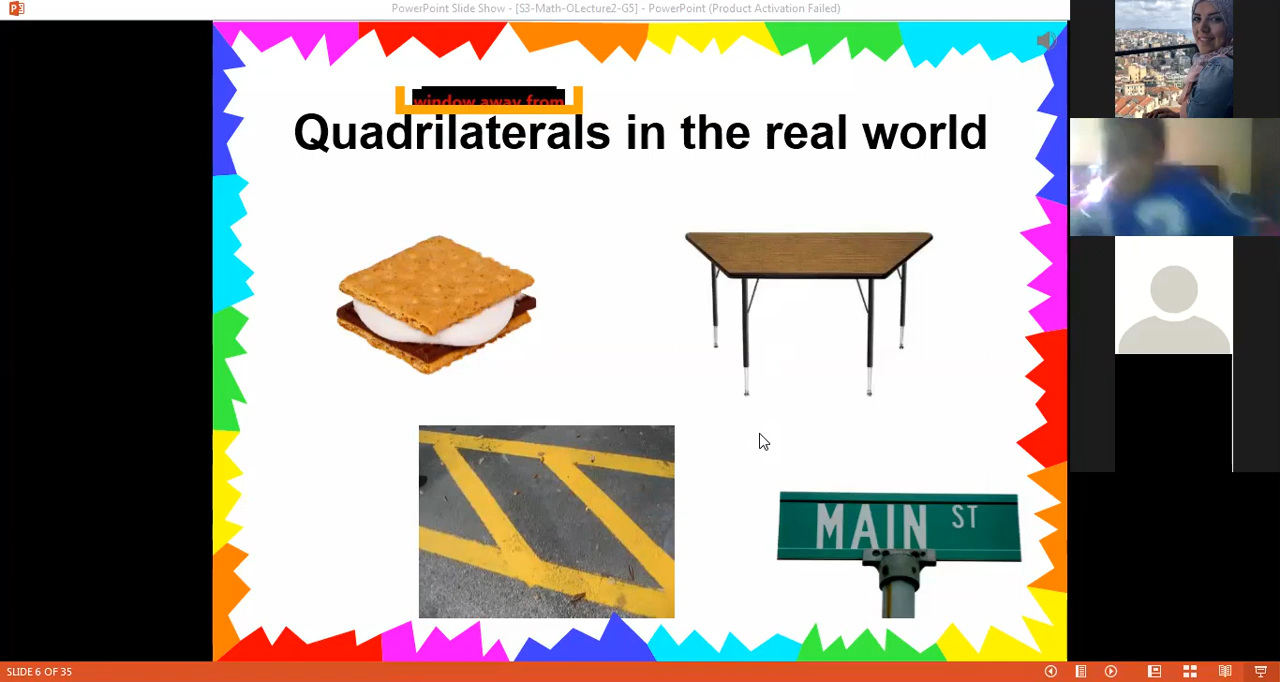 PowerPoint Slide Show - [S3-Math-OLecture2-G5] - PowerPoint (Product Activation Failed)
window away from
Quadrilaterals in the real world
MAIN ST
SLIDE 6 OF 35